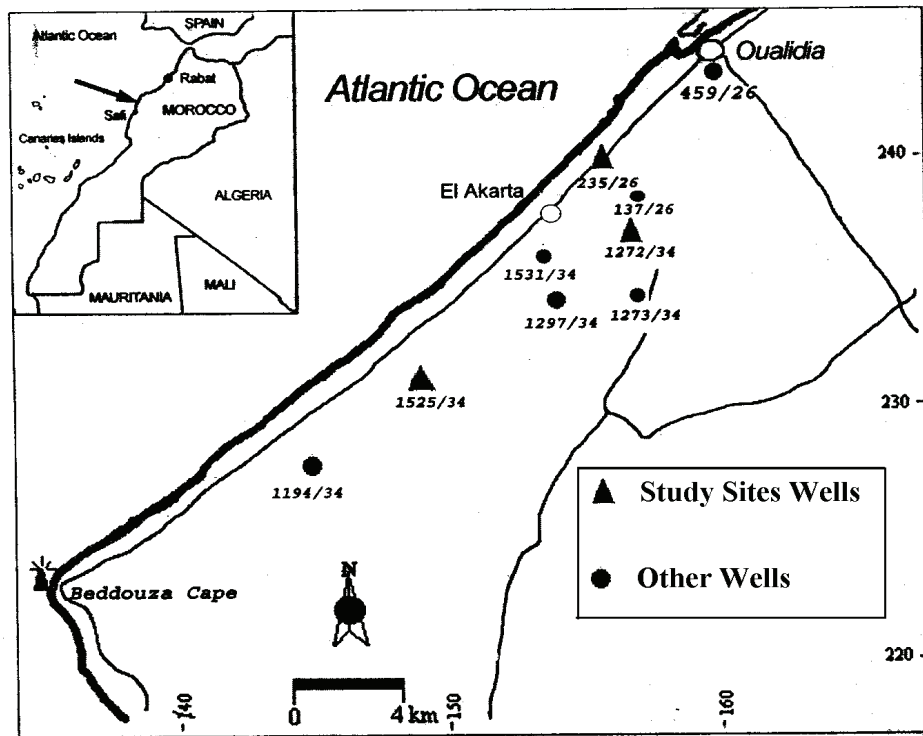 SPAIN
Atlantic Ocean
Rabat
Safi
MOROCCO
Canaries Islands
ALGERIA
MAURITANIA
MALI
Atlantic Ocean
Oualidia
459/26
240
235/26
El Akarta
137/26
1272/34
1531/34
1297/34
1273/34
1525/34
230
1194/34
Study Sites Wells
Other Wells
Beddouza Cape
N
220
0 4 km
140
150
160